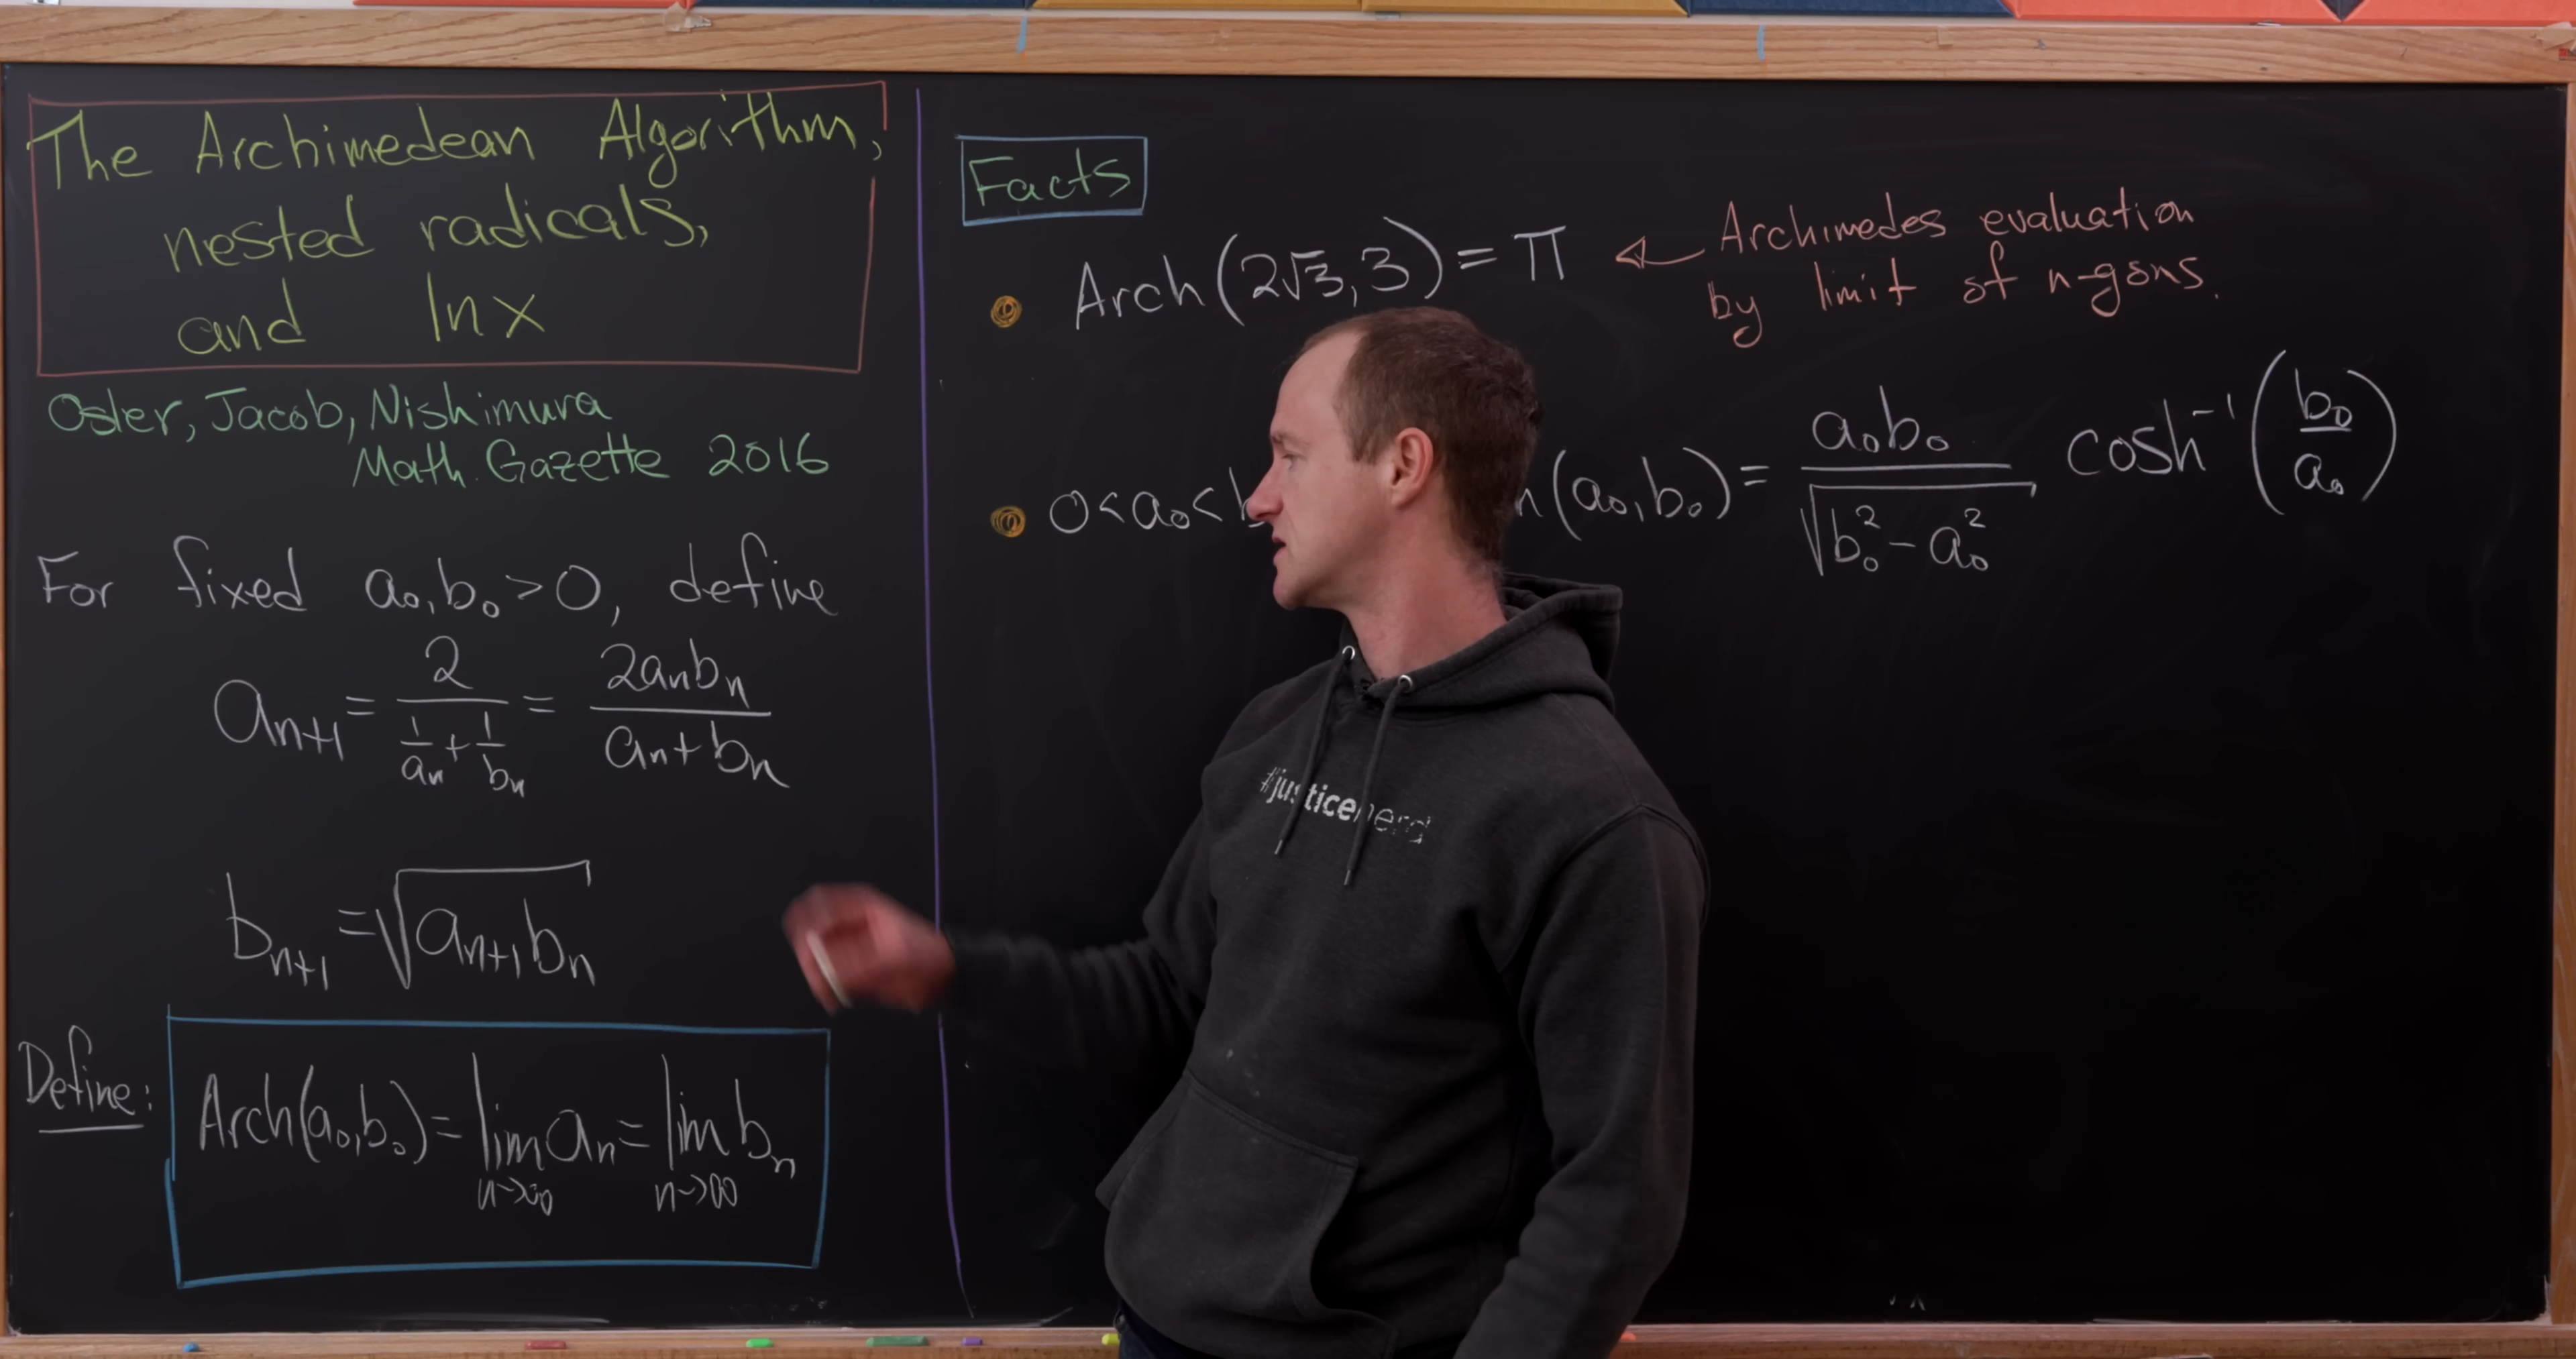 The Archimedean Algorithm,
nested radicals,
and ln x
Osler, Jacob, Nishimura
Math. Gazette 2016
For fixed a₀, b₀ > 0, define
aₙ₊₁ = 2/(1/aₙ + 1/bₙ) = 2aₙbₙ/(aₙ + bₙ)
bₙ₊₁ = √(aₙ₊₁bₙ)
Define:
Arch(a₀, b₀) = lim n→∞ aₙ = lim n→∞ bₙ
Facts
Arch(2√3, 3) = π
Archimedes evaluation
by limit of n-gons.
0 < a₀ < b
(a₀, b₀) = a₀b₀/√(b₀² - a₀²) cosh⁻¹(b₀/a₀)
#justicenerd